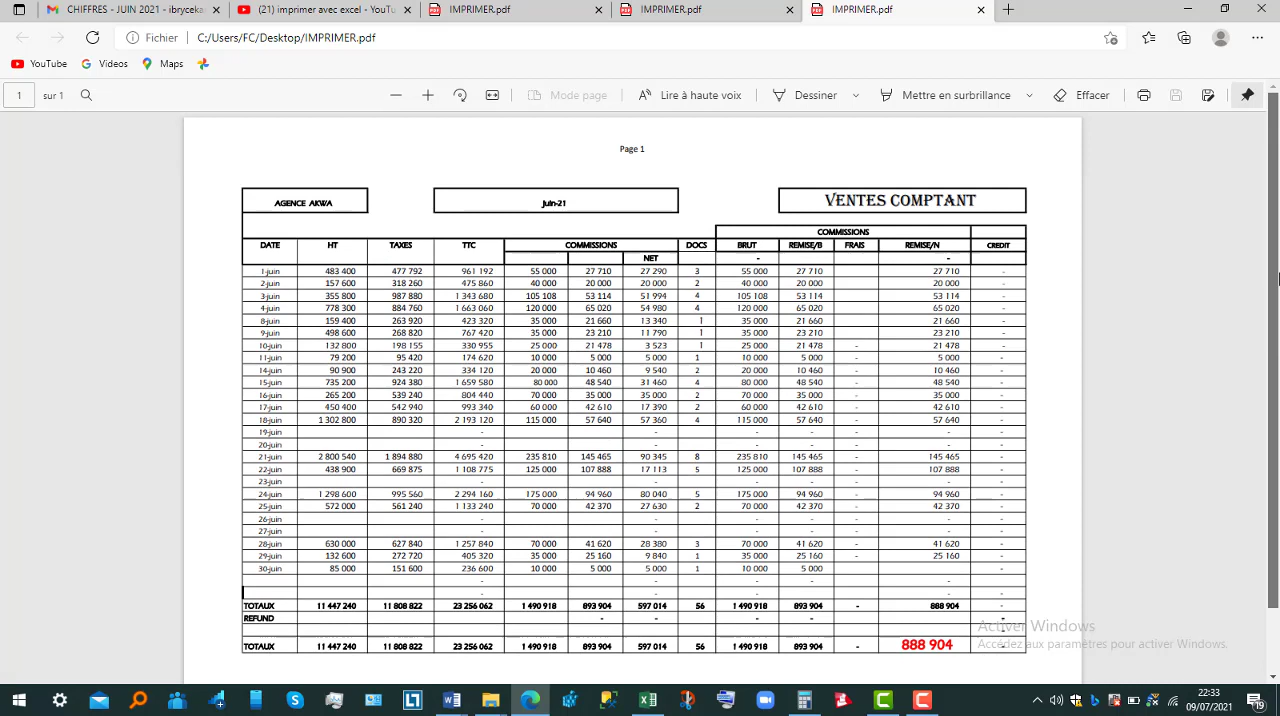 CHIFFRES - JUIN 2021 - ibrycekar
(21) imprimer avec excel - YouTu
IMPRIMER.pdf
IMPRIMER.pdf
IMPRIMER.pdf
Fichier C:/Users/FC/Desktop/IMPRIMER.pdf
YouTube Videos Maps
1 sur 1 Mode page Lire à haute voix Dessiner Mettre en surbrillance Effacer
Page 1
AGENCE AKWA Juin-21 VENTES COMPTANT
COMMISSIONS
DATE HT TAXES TTC COMMISSIONS DOCS BRUT REMISE/B FRAIS REMISE/N CREDIT
NET - -
1-juin 483 400 477 792 961 192 55 000 27 710 27 290 3 55 000 27 710 27 710 -
2-juin 157 600 318 260 475 860 40 000 20 000 20 000 2 40 000 20 000 20 000 -
3-juin 355 800 987 880 1 343 680 105 108 53 114 51 994 4 105 108 53 114 53 114 -
4-juin 778 300 884 760 1 663 060 120 000 65 020 54 980 4 120 000 65 020 65 020 -
8-juin 159 400 263 920 423 320 35 000 21 660 13 340 1 35 000 21 660 21 660 -
9-juin 498 600 268 820 767 420 35 000 23 210 11 790 1 35 000 23 210 23 210 -
10-juin 132 800 198 155 330 955 25 000 21 478 3 523 1 25 000 21 478 - 21 478 -
11-juin 79 200 95 420 174 620 10 000 5 000 5 000 1 10 000 5 000 - 5 000 -
14-juin 90 900 243 220 334 120 20 000 10 460 9 540 2 20 000 10 460 - 10 460 -
15-juin 735 200 924 380 1 659 580 80 000 48 540 31 460 4 80 000 48 540 - 48 540 -
16-juin 265 200 539 240 804 440 70 000 35 000 35 000 2 70 000 35 000 - 35 000 -
17-juin 450 400 542 940 993 340 60 000 42 610 17 390 2 60 000 42 610 - 42 610 -
18-juin 1 302 800 890 320 2 193 120 115 000 57 640 57 360 4 115 000 57 640 - 57 640 -
19-juin - - - - - - -
20-juin - - - - - - -
21-juin 2 800 540 1 894 880 4 695 420 235 810 145 465 90 345 8 235 810 145 465 - 145 465 -
22-juin 438 900 669 875 1 108 775 125 000 107 888 17 113 5 125 000 107 888 - 107 888 -
23-juin - - - - - - -
24-juin 1 298 600 995 560 2 294 160 175 000 94 960 80 040 5 175 000 94 960 - 94 960 -
25-juin 572 000 561 240 1 133 240 70 000 42 370 27 630 2 70 000 42 370 - 42 370 -
26-juin - - - - - - -
27-juin - - - - - - -
28-juin 630 000 627 840 1 257 840 70 000 41 620 28 380 3 70 000 41 620 - 41 620 -
29-juin 132 600 272 720 405 320 35 000 25 160 9 840 1 35 000 25 160 - 25 160 -
30-juin 85 000 151 600 236 600 10 000 5 000 5 000 1 10 000 5 000 -
- - - - -
- - -
TOTAUX 11 447 240 11 808 822 23 256 062 1 490 918 893 904 597 014 56 1 490 918 893 904 - 888 904 -
REFUND - - - - -
Activer Windows
TOTAUX 11 447 240 11 808 822 23 256 062 1 490 918 893 904 597 014 56 1 490 918 893 904 - 888 904 -
Accédez aux paramètres pour activer Windows.
22:33
09/07/2021